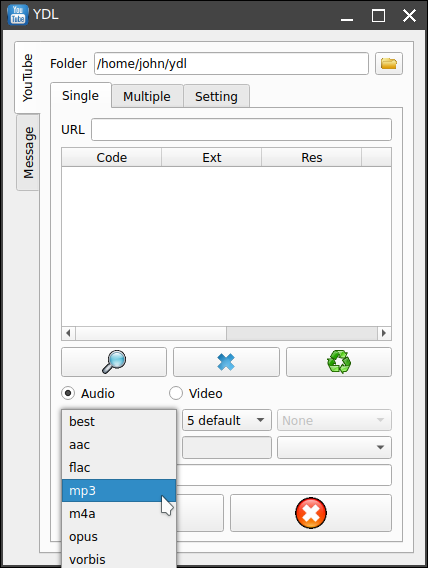 You Tube YDL
YouTube
Message
Folder /home/john/ydl
Single Multiple Setting
URL
Code Ext Res
Audio Video
best
5 default None
aac
flac
mp3
m4a
opus
vorbis